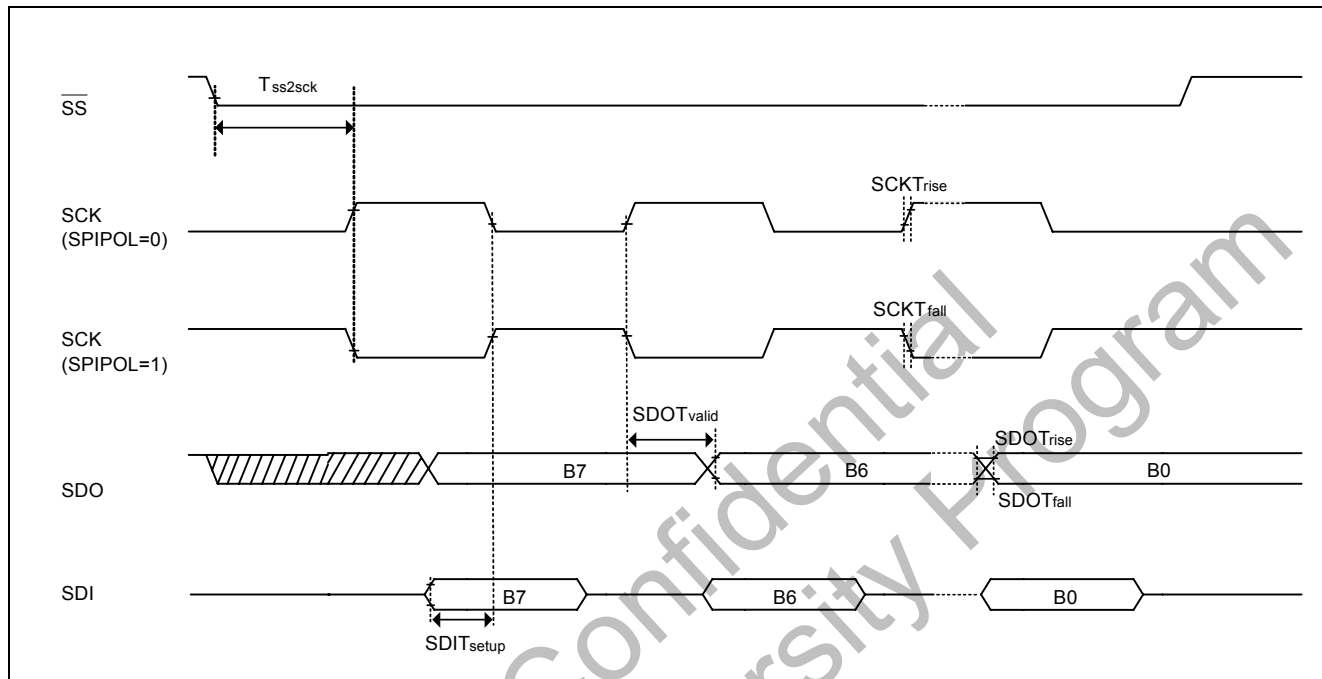 Tss2sck
SS
SCKTrise
SCK
(SPIPOL=0)
SCKTfall
SCK
(SPIPOL=1)
SDOTvalid
SDOTrise
B7
B6
B0
SDO
SDOTfall
SDI
B7
B6
B0
SDITsetup
Confidential
ersity Program